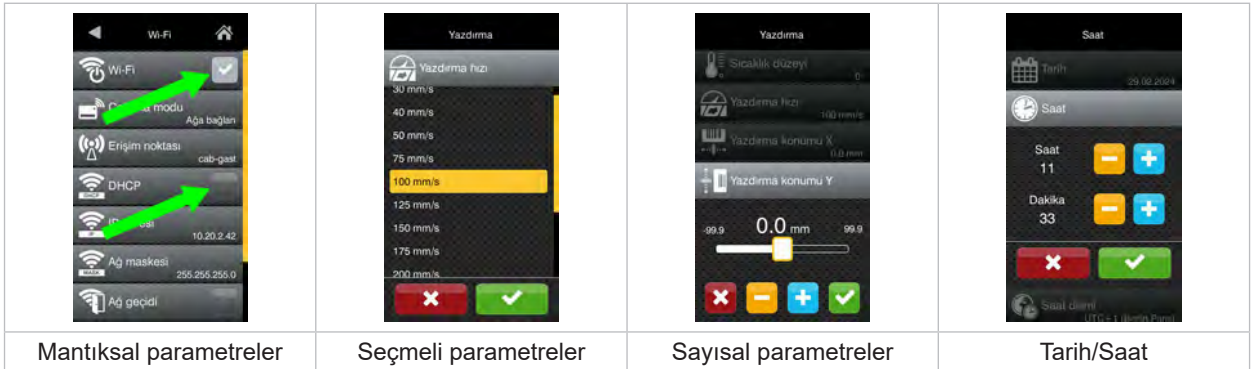 Wi-Fi
Wi-Fi
modu
Ağa bağlan
Erişim noktası
cab-gast
DHCP
DHCP
IP
10.20.2.42
Ağ maskesi
MASK
255.255.255.0
Ağ geçidi
Mantıksal parametreler
Yazdırma
Yazdırma hızı
30 mm/s
40 mm/s
50 mm/s
75 mm/s
100 mm/s
125 mm/s
150 mm/s
175 mm/s
200 mm/s
Seçmeli parametreler
Yazdırma
Sıcaklık düzeyi
0
Yazdırma hızı
100 mm/s
Yazdırma konumu X
0.0 mm
Yazdırma konumu Y
-99.9 0.0 mm 99.9
Sayısal parametreler
Saat
Tarih
29.02.2024
Saat
Saat
11
Dakika
33
Saat dilimi
Tarih/Saat